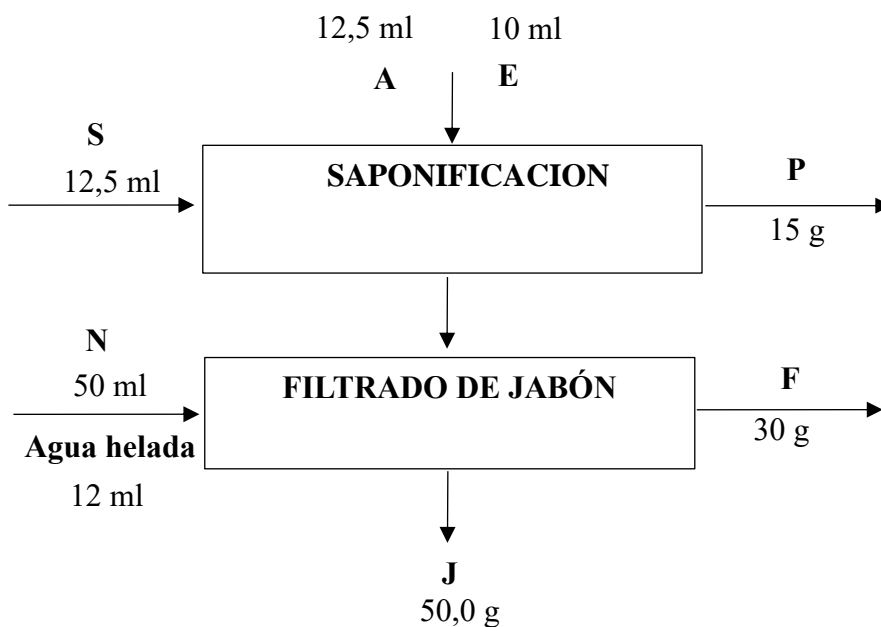 12,5 ml 10 ml
A E
S
12,5 ml
SAPONIFICACION
P
15 g
N
50 ml
Agua helada
12 ml
FILTRADO DE JABÓN
F
30 g
J
50,0 g